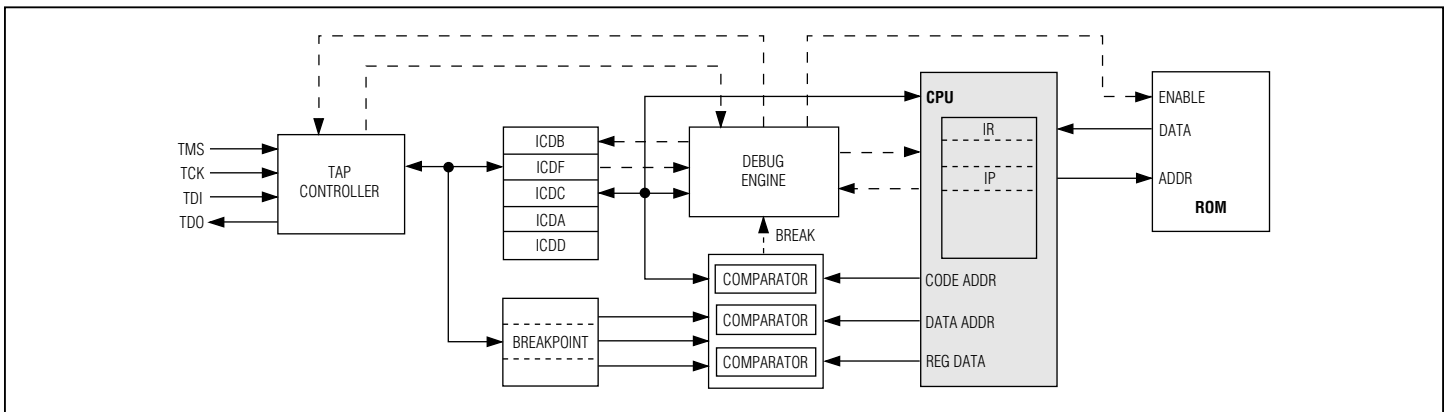 TMS
TCK
TDI
TDO
TAP
CONTROLLER
ICDB
ICDF
ICDC
ICDA
ICDD
BREAKPOINT
DEBUG
ENGINE
BREAK
COMPARATOR
COMPARATOR
COMPARATOR
CPU
IR
IP
CODE ADDR
DATA ADDR
REG DATA
ENABLE
DATA
ADDR
ROM